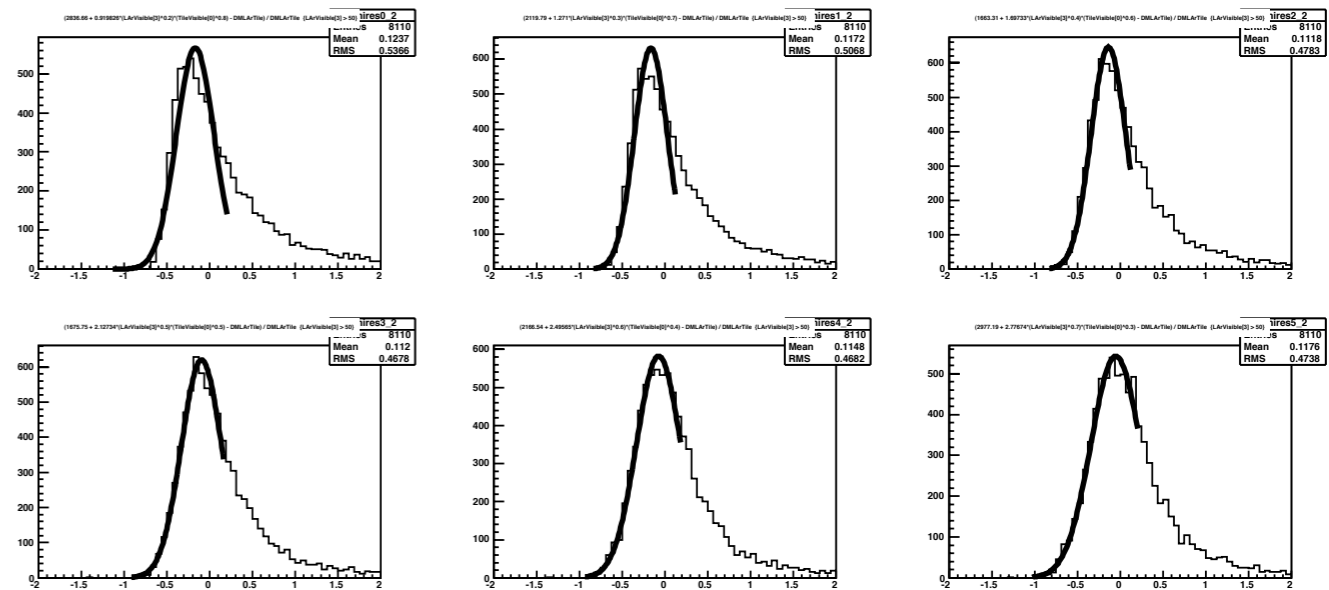 (2836.66 + 0.919826*(LArVisible[3]^0.2)*(TileVisible[0]^0.8) - DMLArTile) / DMLArTile {LArVisible[3] > 50}
hires0_2
Entries 8110
Mean 0.1237
RMS 0.5366
500
400
300
200
100
0
-2 -1.5 -1 -0.5 0 0.5 1 1.5 2
(2119.79 + 1.271*(LArVisible[3]^0.3)*(TileVisible[0]^0.7) - DMLArTile) / DMLArTile {LArVisible[3] > 50}
hires1_2
Entries 8110
Mean 0.1172
RMS 0.5068
600
500
400
300
200
100
0
-2 -1.5 -1 -0.5 0 0.5 1 1.5 2
(1663.31 + 1.69733*(LArVisible[3]^0.4)*(TileVisible[0]^0.6) - DMLArTile) / DMLArTile {LArVisible[3] > 50}
hires2_2
Entries 8110
Mean 0.1118
RMS 0.4783
600
500
400
300
200
100
0
-2 -1.5 -1 -0.5 0 0.5 1 1.5 2
(1675.75 + 2.12734*(LArVisible[3]^0.5)*(TileVisible[0]^0.5) - DMLArTile) / DMLArTile {LArVisible[3] > 50}
hires3_2
Entries 8110
Mean 0.112
RMS 0.4678
600
500
400
300
200
100
0
-2 -1.5 -1 -0.5 0 0.5 1 1.5 2
(2166.54 + 2.49565*(LArVisible[3]^0.6)*(TileVisible[0]^0.4) - DMLArTile) / DMLArTile {LArVisible[3] > 50}
hires4_2
Entries 8110
Mean 0.1148
RMS 0.4682
600
500
400
300
200
100
0
-2 -1.5 -1 -0.5 0 0.5 1 1.5 2
(2977.19 + 2.77674*(LArVisible[3]^0.7)*(TileVisible[0]^0.3) - DMLArTile) / DMLArTile {LArVisible[3] > 50}
hires5_2
Entries 8110
Mean 0.1176
RMS 0.4738
500
400
300
200
100
0
-2 -1.5 -1 -0.5 0 0.5 1 1.5 2